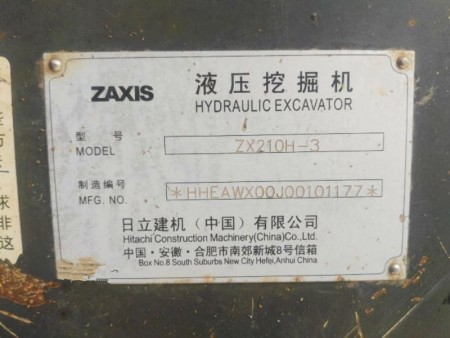 ZAXIS
液压挖掘机
HYDRAULIC EXCAVATOR
型号
MODEL
ZX210H-3
制造编号
MFG. NO.
*HHEAWX00J00101177*
日立建机（中国）有限公司
Hitachi Construction Machinery(China)Co.,Ltd.
中国·安徽·合肥市南郊新城8号信箱
Box No.8 South Suburbs New City Hefei,Anhui China
求
非
这